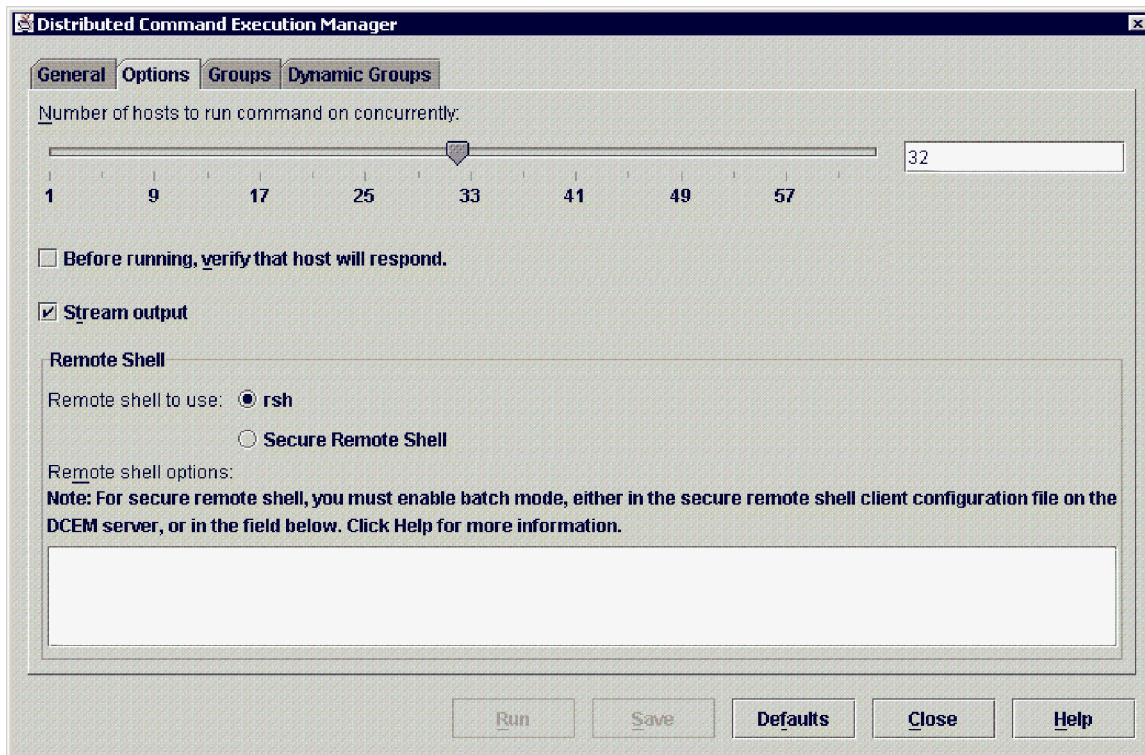 Distributed Command Execution Manager
General Options Groups Dynamic Groups
Number of hosts to run command on concurrently:
32
1 9 17 25 33 41 49 57
Before running, verify that host will respond.
Stream output
Remote Shell
Remote shell to use: rsh
Secure Remote Shell
Remote shell options:
Note: For secure remote shell, you must enable batch mode, either in the secure remote shell client configuration file on the
DCEM server, or in the field below. Click Help for more information.
Run Save Defaults Close Help